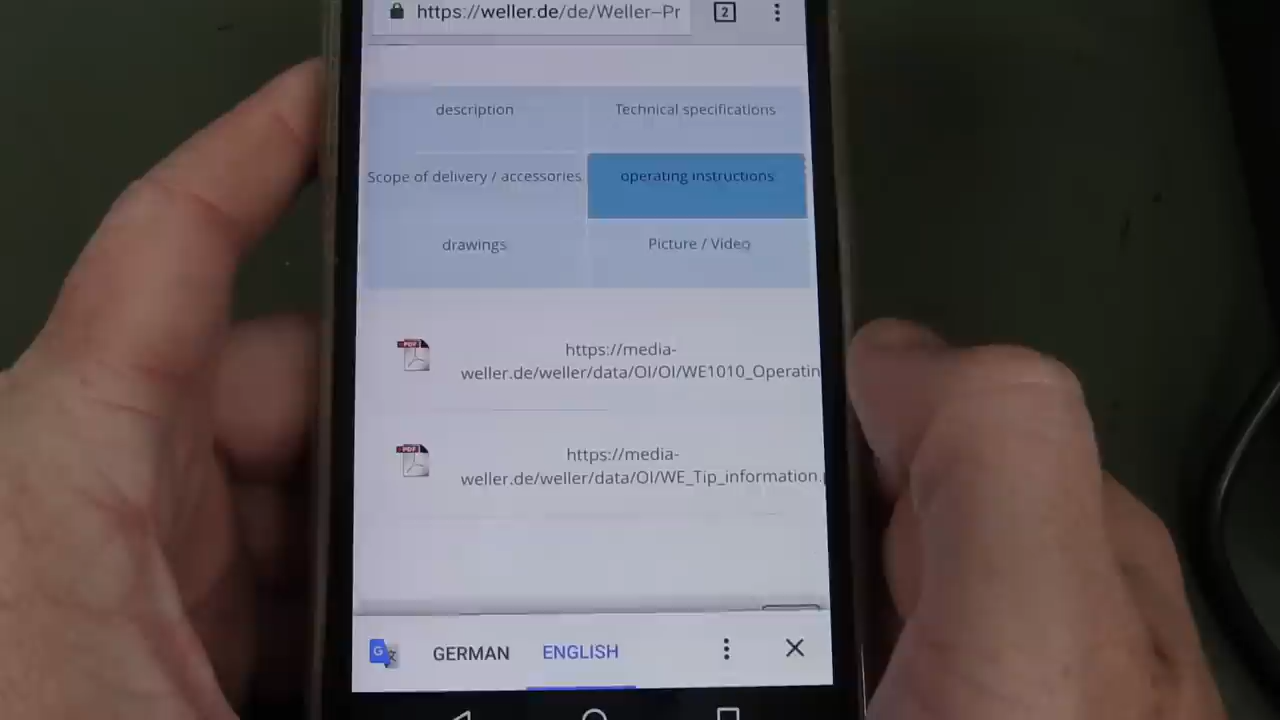 https://weller.de/de/Weller–Pr
2
description
Technical specifications
Scope of delivery / accessories
operating instructions
drawings
Picture / Video
PDF
https://media-
weller.de/weller/data/OI/OI/WE1010_Operatin
PDF
https://media-
weller.de/weller/data/OI/WE_Tip_information.
G
GERMAN
ENGLISH